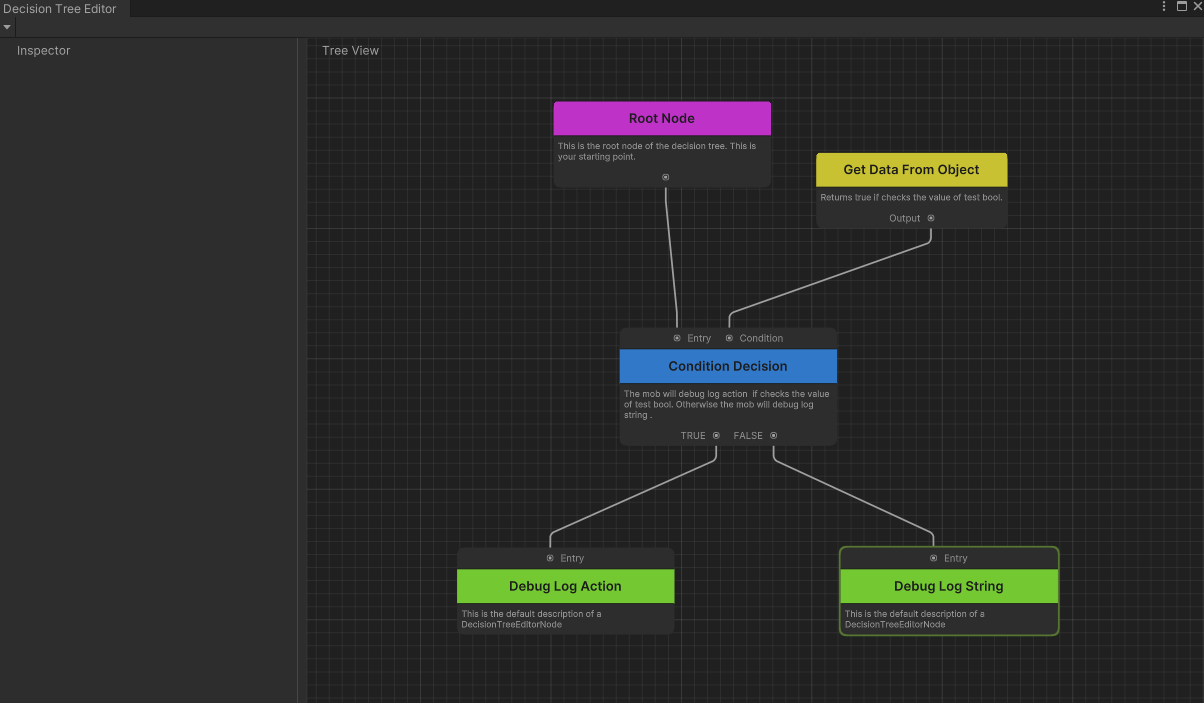 Decision Tree Editor
Inspector
Tree View
Root Node
This is the root node of the decision tree. This is
your starting point.
Get Data From Object
Returns true if checks the value of test bool.
Output
Entry
Condition
Condition Decision
The mob will debug log action  if checks the value
of test bool. Otherwise the mob will debug log
string .
TRUE
FALSE
Entry
Debug Log Action
This is the default description of a
DecisionTreeEditorNode
Entry
Debug Log String
This is the default description of a
DecisionTreeEditorNode